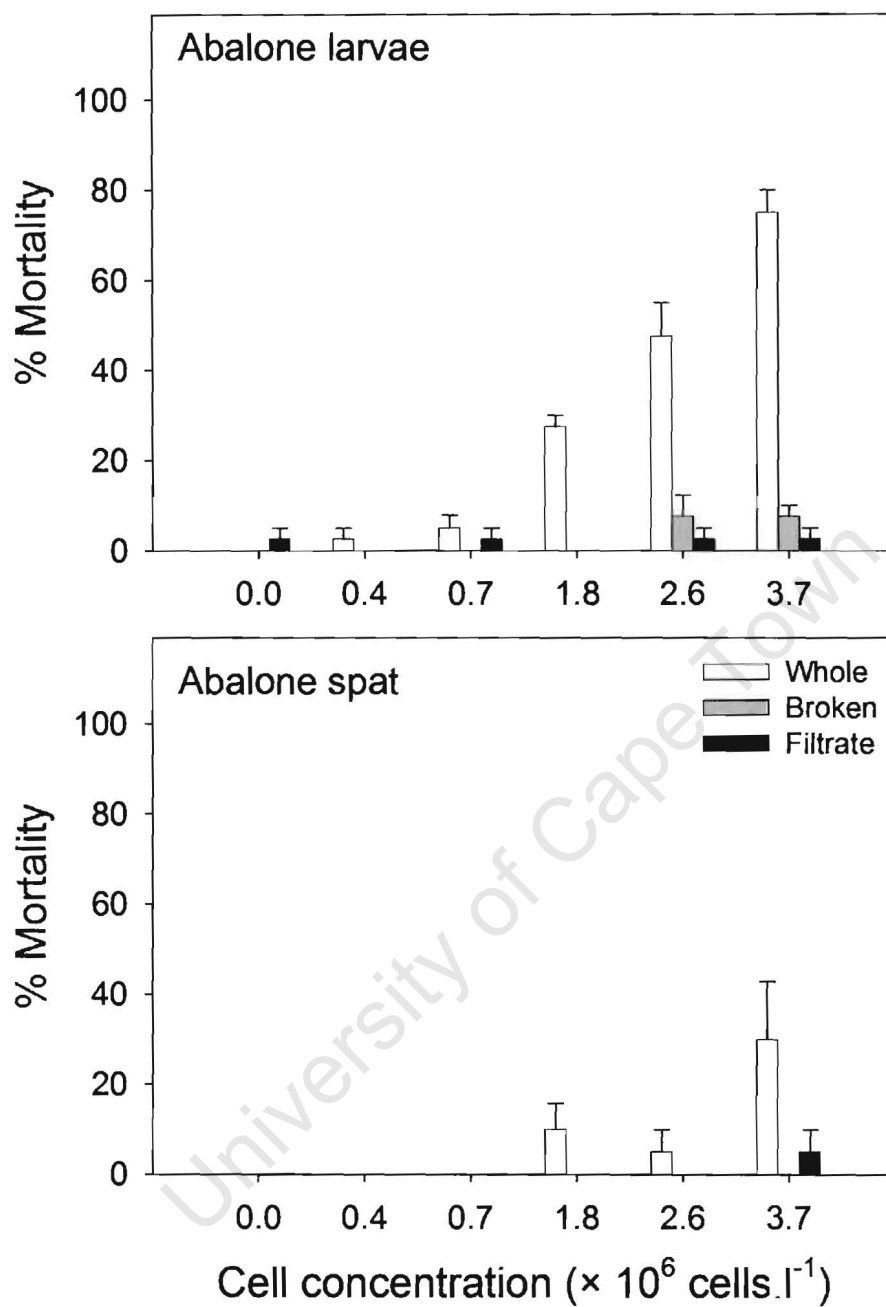 Abalone larvae
% Mortality
100
80
60
40
20
0
0.0 0.4 0.7 1.8 2.6 3.7
Abalone spat
Whole
Broken
Filtrate
% Mortality
100
80
60
40
20
0
0.0 0.4 0.7 1.8 2.6 3.7
Cell concentration (× 10⁶ cells.l⁻¹)
University of Cape Town